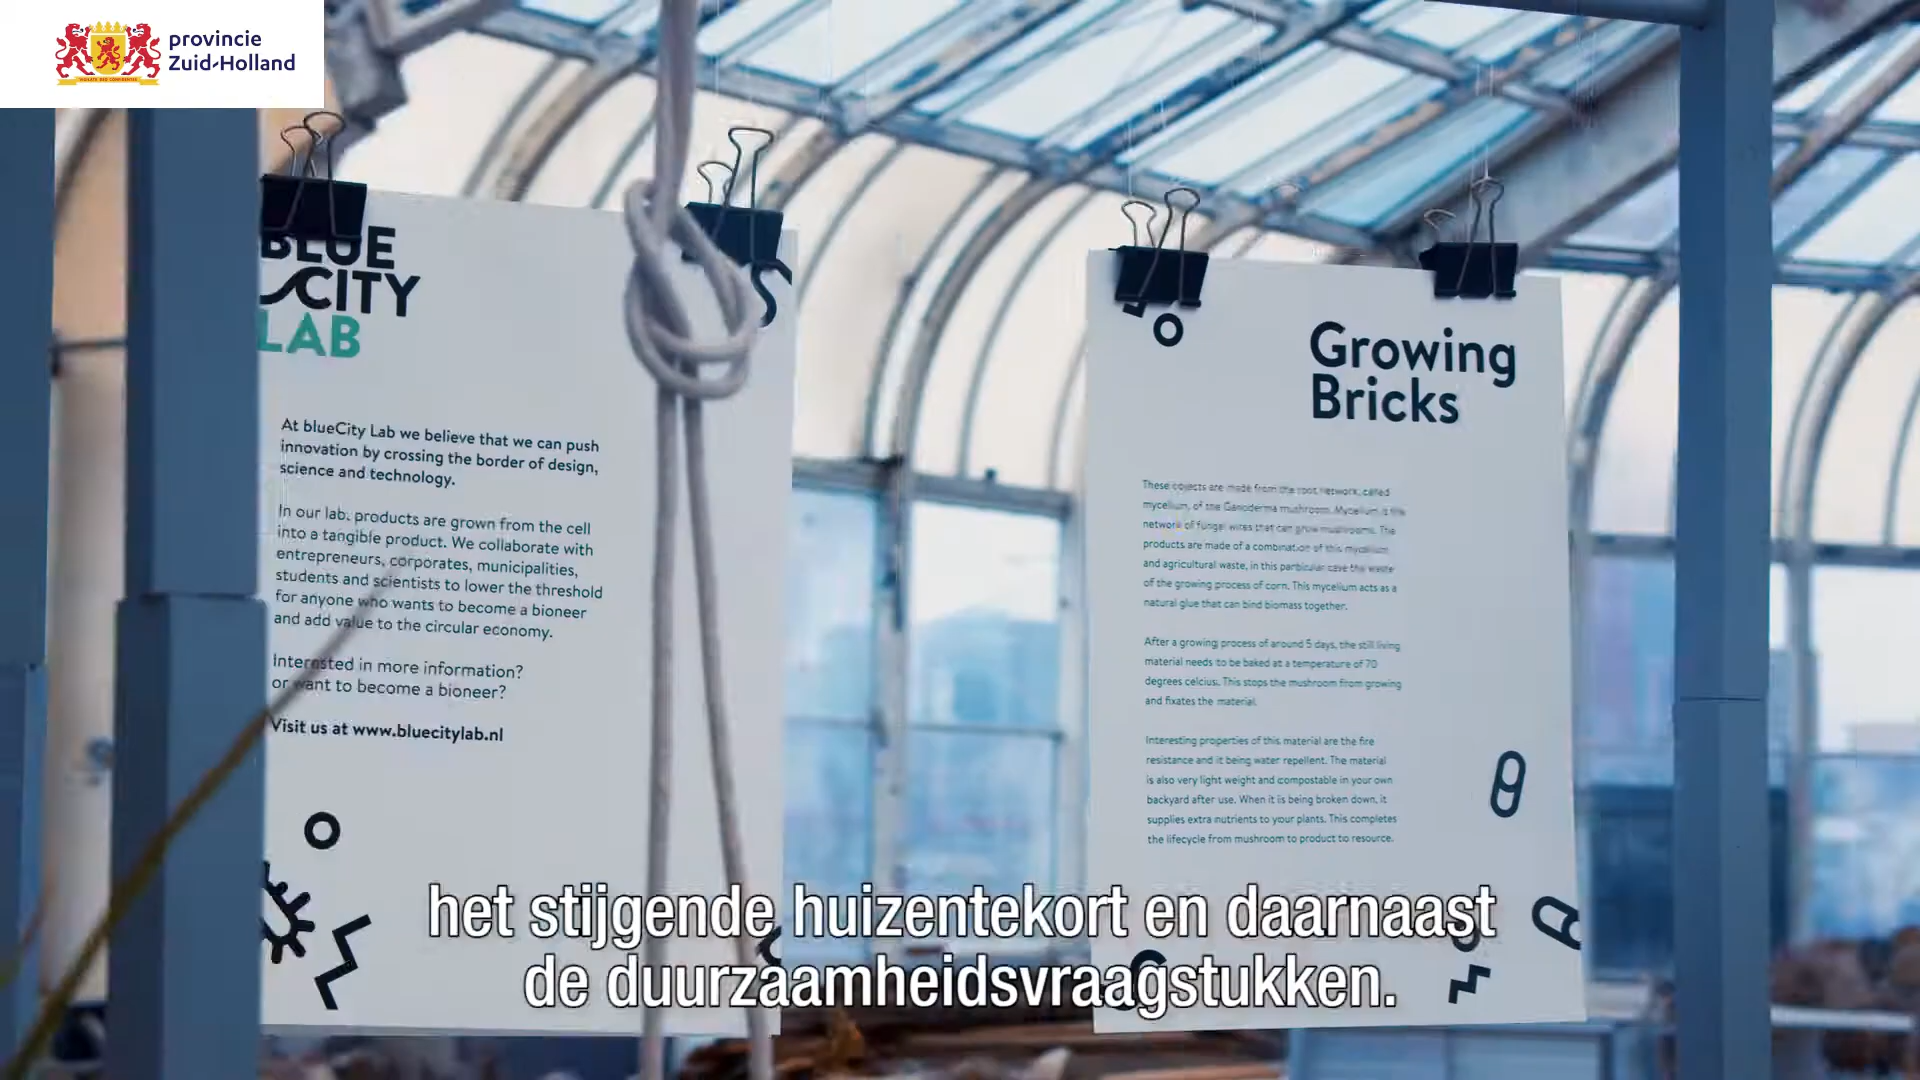 provincie
Zuid-Holland
BLUE
CITY
LAB
At blueCity Lab we believe that we can push
innovation by crossing the border of design,
science and technology.
In our lab, products are grown from the cell
into a tangible product. We collaborate with
entrepreneurs, corporates, municipalities,
students and scientists to lower the threshold
for anyone who wants to become a bioneer
and add value to the circular economy.
Interested in more information?
or want to become a bioneer?
Visit us at www.bluecitylab.nl
Growing
Bricks
These objects are made from the root network, called
mycelium, of the Ganoderma mushroom. Mycelium is the
network of fungal wires that can grow mushrooms. The
products are made of a combination of this mycelium
and agricultural waste, in this particular case the waste
of the growing process of corn. This mycelium acts as a
natural glue that can bind biomass together.
After a growing process of around 5 days, the still living
material needs to be baked at a temperature of 70
degrees celcius. This stops the mushroom from growing
and fixates the material.
Interesting properties of this material are the fire
resistance and it being water repellent. The material
is also very light weight and compostable in your own
backyard after use. When it is being broken down, it
supplies extra nutrients to your plants. This completes
the lifecycle from mushroom to product to resource.
het stijgende huizentekort en daarnaast
de duurzaamheidsvraagstukken.